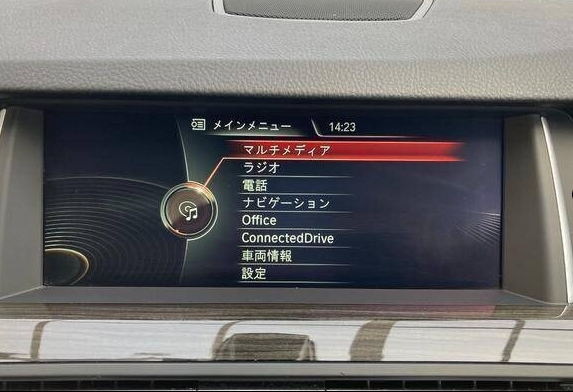 メインメニュー 14:23
マルチメディア
ラジオ
電話
ナビゲーション
Office
ConnectedDrive
車両情報
設定